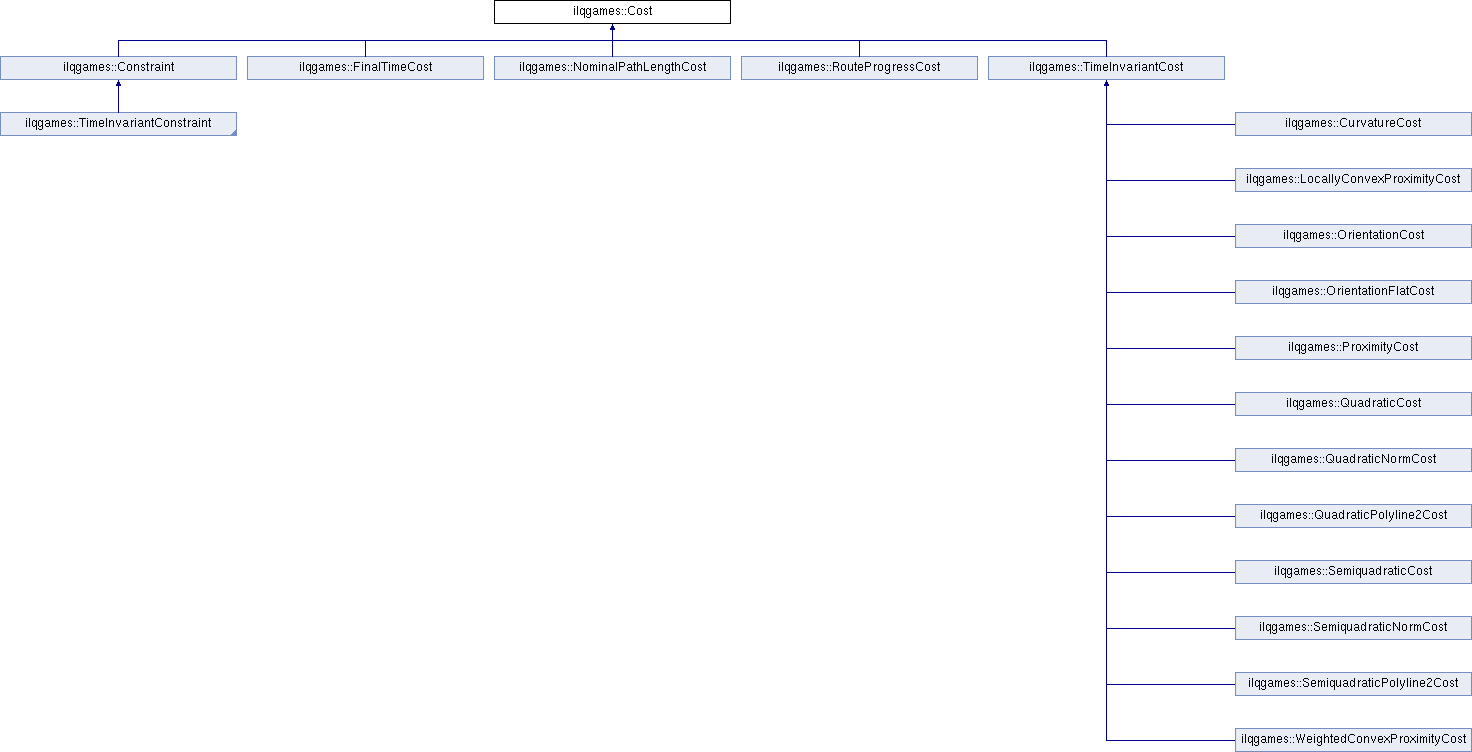 ilqgames::Cost
ilqgames::Constraint
ilqgames::FinalTimeCost
ilqgames::NominalPathLengthCost
ilqgames::RouteProgressCost
ilqgames::TimeInvariantCost
ilqgames::TimeInvariantConstraint
ilqgames::CurvatureCost
ilqgames::LocallyConvexProximityCost
ilqgames::OrientationCost
ilqgames::OrientationFlatCost
ilqgames::ProximityCost
ilqgames::QuadraticCost
ilqgames::QuadraticNormCost
ilqgames::QuadraticPolyline2Cost
ilqgames::SemiquadraticCost
ilqgames::SemiquadraticNormCost
ilqgames::SemiquadraticPolyline2Cost
ilqgames::WeightedConvexProximityCost